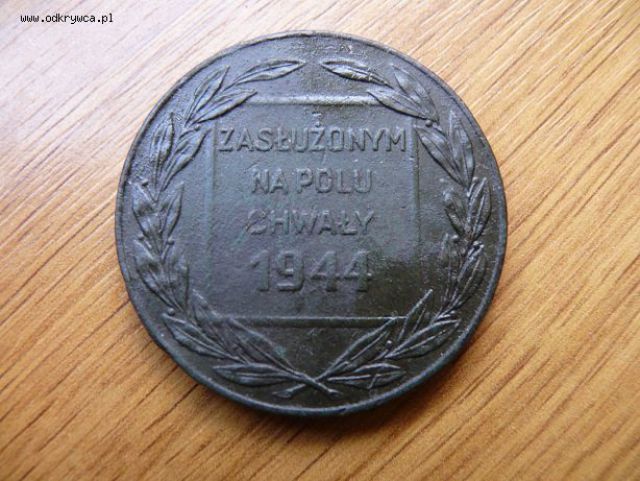 www.odkrywca.pl
ZASŁUŻONYM
NA POLU
CHWAŁY
1944